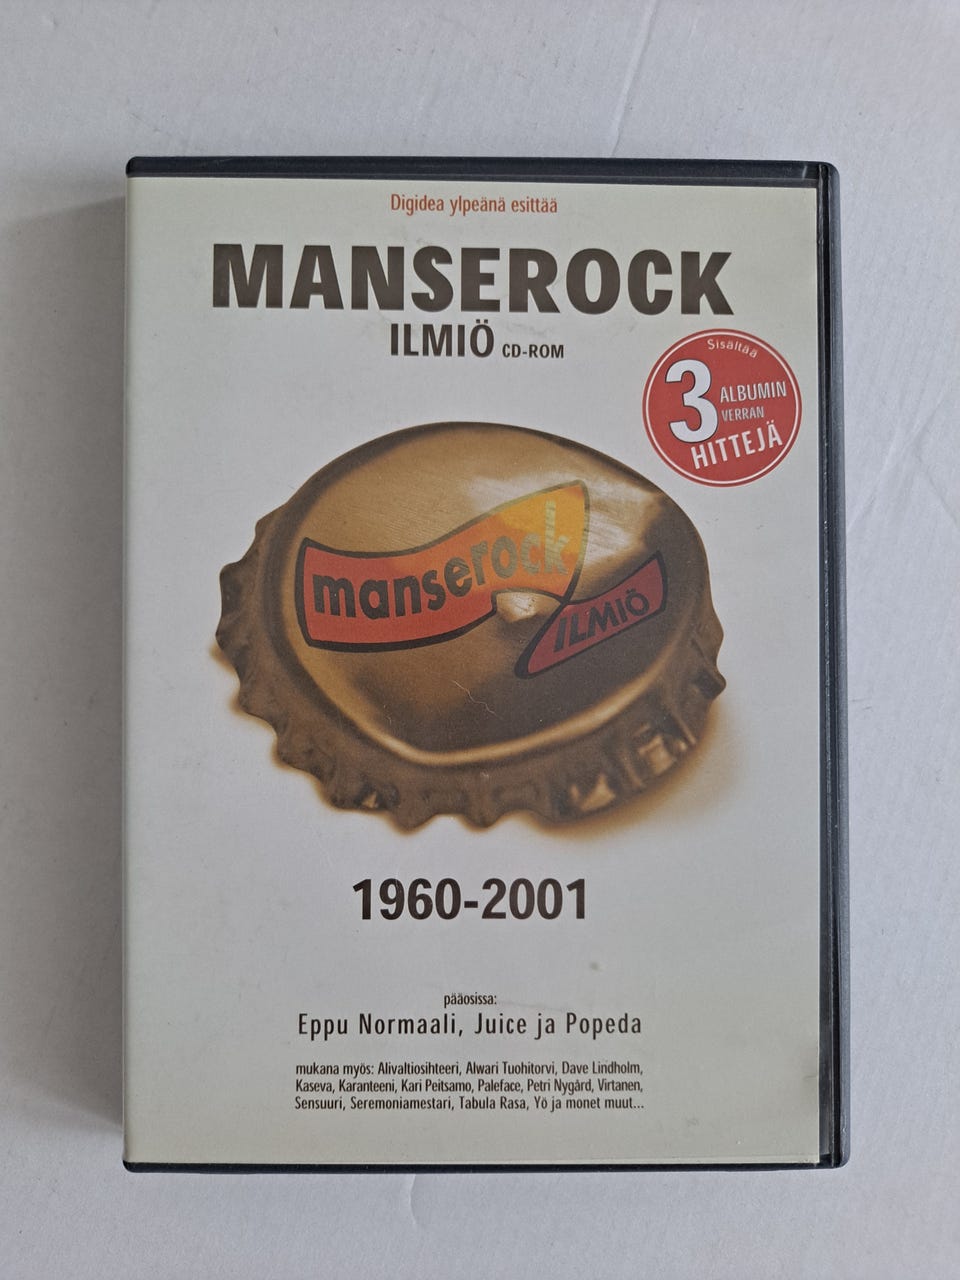 Digidea ylpeänä esittää
MANSEROCK
ILMIÖ CD-ROM
Sisältää
3 ALBUMIN
VERRAN
HITTEJÄ
manserock
ILMIÖ
1960-2001
pääosissa:
Eppu Normaali, Juice ja Popeda
mukana myös: Alivaltiosihteeri, Alwari Tuohitorvi, Dave Lindholm,
Kaseva, Karanteeni, Kari Peitsamo, Paleface, Petri Nygård, Virtanen,
Sensuuri, Seremoniamestari, Tabula Rasa, Yö ja monet muut...